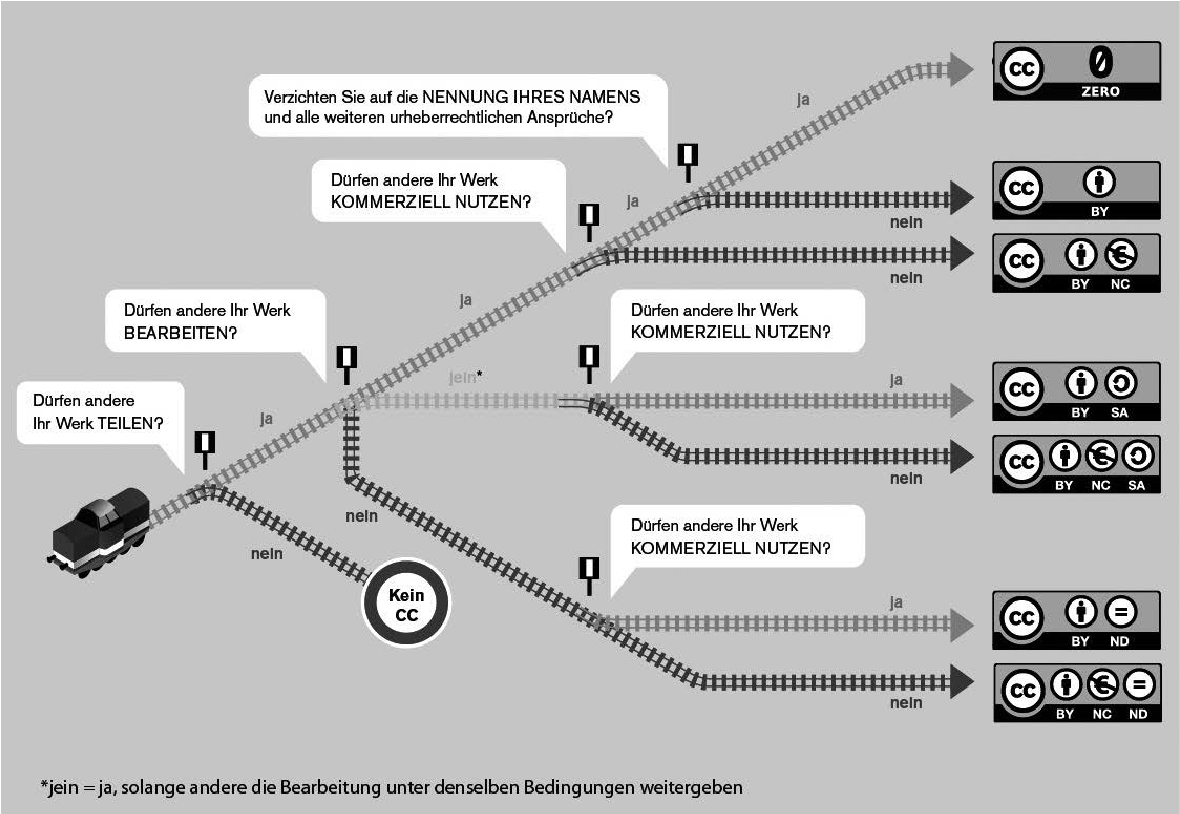 Verzichten Sie auf die NENNUNG IHRES NAMENS
und alle weiteren urheberrechtlichen Ansprüche?
ja
cc
0
ZERO
Dürfen andere Ihr Werk
KOMMERZIELL NUTZEN?
ja
nein
cc
BY
nein
cc
BY NC
Dürfen andere Ihr Werk
BEARBEITEN?
ja
Dürfen andere Ihr Werk
KOMMERZIELL NUTZEN?
jein*
ja
cc
BY SA
nein
cc
BY NC SA
Dürfen andere
Ihr Werk TEILEN?
ja
nein
Kein
CC
nein
Dürfen andere Ihr Werk
KOMMERZIELL NUTZEN?
ja
cc
BY ND
nein
cc
BY NC ND
*jein = ja, solange andere die Bearbeitung unter denselben Bedingungen weitergeben